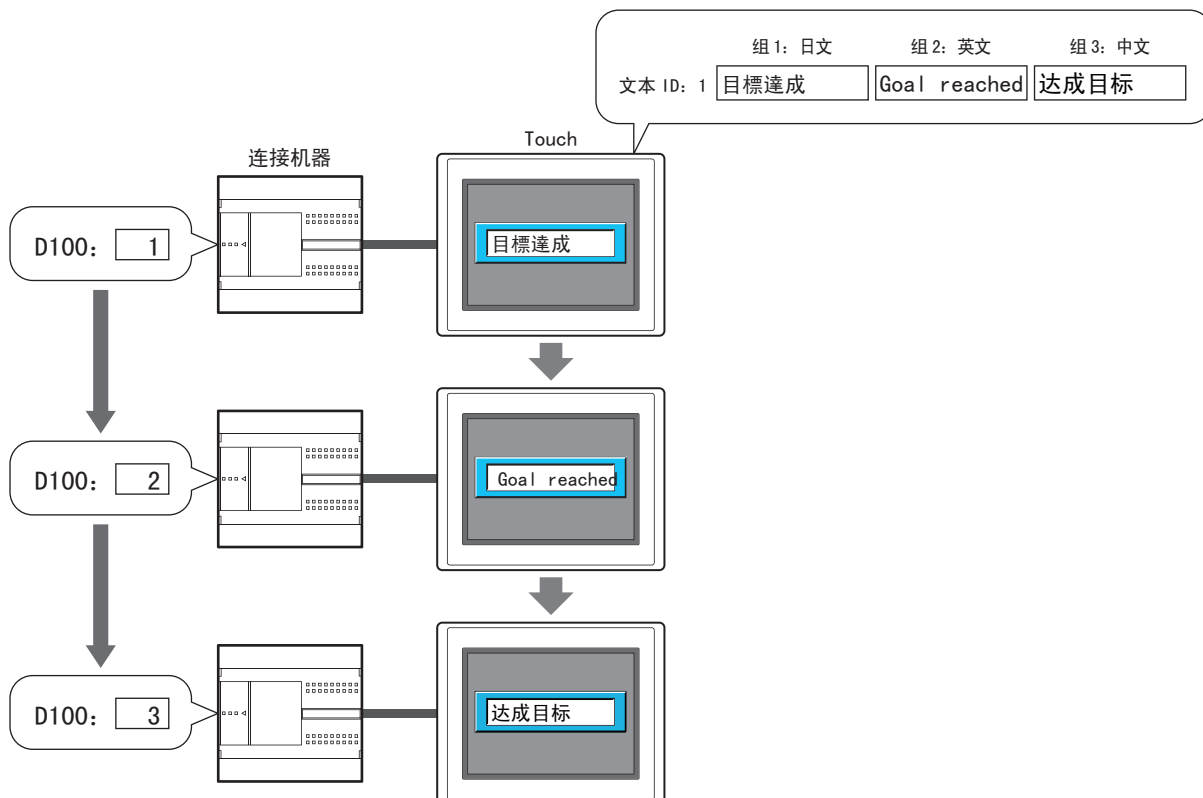 组 1：日文 组 2：英文 组 3：中文
文本 ID：1 目標達成 Goal reached 达成目标
连接机器 Touch
D100： 1 目標達成
D100： 2 Goal reached
D100： 3 达成目标